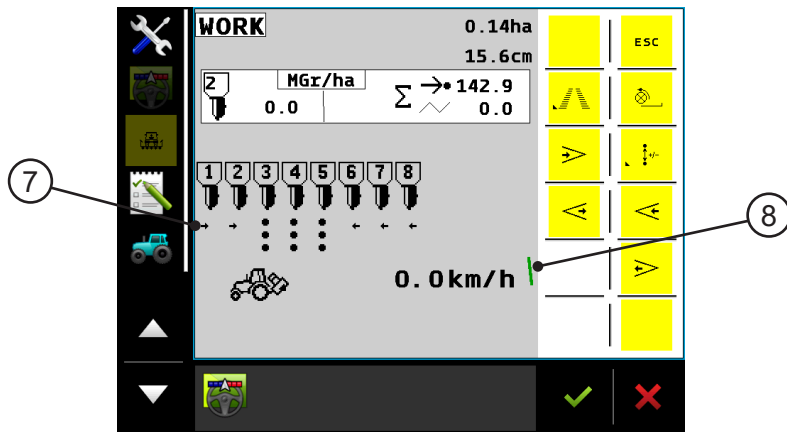 WORK
0.14ha
ESC
15.6cm
2
MGr/ha
142.9
0.0
Σ
0.0
+/-
1 2 3 4 5 6 7 8
7
8
0.0km/h